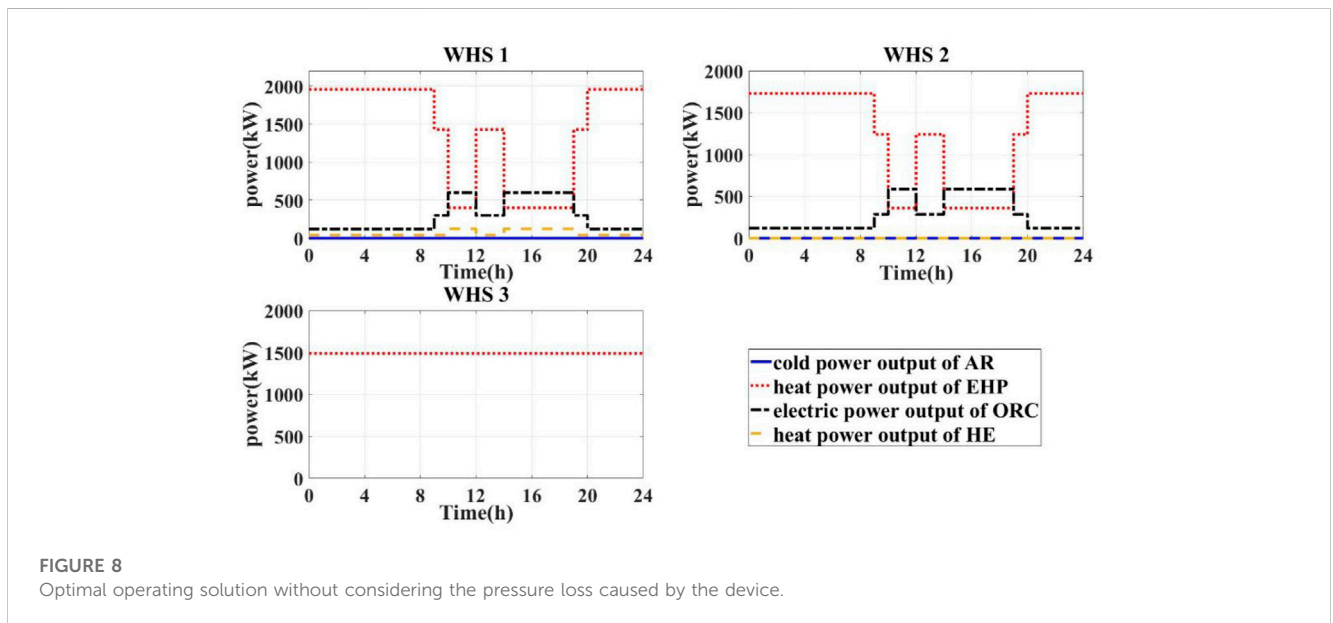 WHS 1
2000
1500
1000
500
0
power(kW)
0 4 8 12 16 20 24
Time(h)
WHS 2
2000
1500
1000
500
0
power(kW)
0 4 8 12 16 20 24
Time(h)
WHS 3
2000
1500
1000
500
0
power(kW)
0 4 8 12 16 20 24
Time(h)
cold power output of AR
heat power output of EHP
electric power output of ORC
heat power output of HE
FIGURE 8
Optimal operating solution without considering the pressure loss caused by the device.